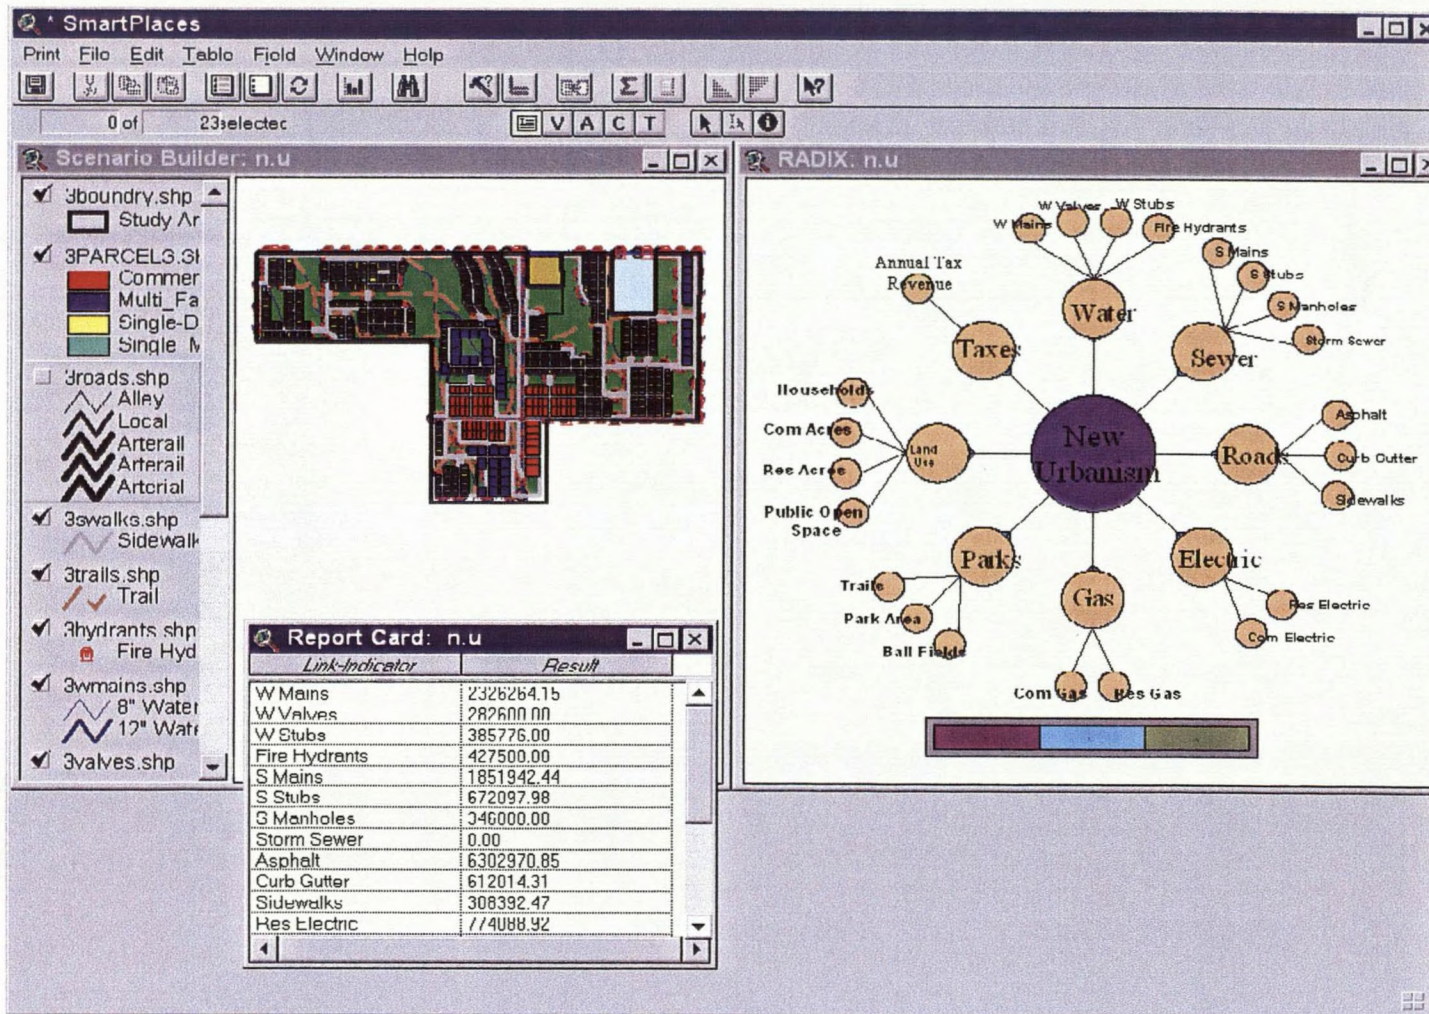 * SmartPlaces
Print File Edit Table Field Window Help
0 of 23 selected
V A C T
Scenario Builder: n.u
3boundry.shp
Study Ar
3PARCELS.SH
Commer
Multi_Fa
Single-D
Single_M
3roads.shp
Alley
Local
Arterail
Arterail
Arterial
3swalks.shp
Sidewalk
3trails.shp
Trail
3hydrants.shp
Fire Hyd
3wmains.shp
8" Water
12" Wate
3valves.shp
Report Card: n.u
Link-Indicator Result
W Mains 2326264.15
W Valves 282600.00
W Stubs 385776.00
Fire Hydrants 427500.00
S Mains 1851942.44
S Stubs 672097.98
S Manholes 346000.00
Storm Sewer 0.00
Asphalt 6302970.85
Curb Gutter 612014.31
Sidewalks 308392.47
Res Electric 774088.92
RADIX: n.u
W Mains
W Valves
W Stubs
Fire Hydrants
Water
S Mains
S Stubs
S Manholes
Storm Sewer
Sewer
Annual Tax
Revenue
Taxes
Households
Com Acres
Res Acre
Public Open
Space
Land
Use
New
Urbanism
Roads
Asphalt
Curb Gutter
Sidewalks
Parks
Trails
Park Area
Ball Fields
Gas
Com Gas
Res Gas
Electric
Res Electric
Com Electric